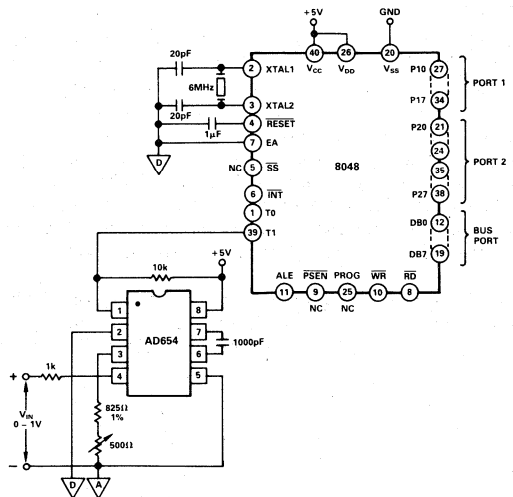 +5V
GND
20pF
40
26
20
VCC
VDD
VSS
2
XTAL1
6MHz
3
XTAL2
20pF
4
RESET
1µF
7
EA
D
NC
5
SS
6
INT
1
T0
39
T1
8048
P10
27
PORT 1
P17
34
P20
21
24
35
PORT 2
P27
38
DB0
12
BUS
PORT
DB7
19
ALE
PSEN
PROG
WR
RD
11
9
25
10
8
NC
NC
+5V
10k
1
8
2
7
AD654
1000pF
3
6
1k
4
5
+
VIN
0 – 1V
–
825Ω
1%
500Ω
D
A